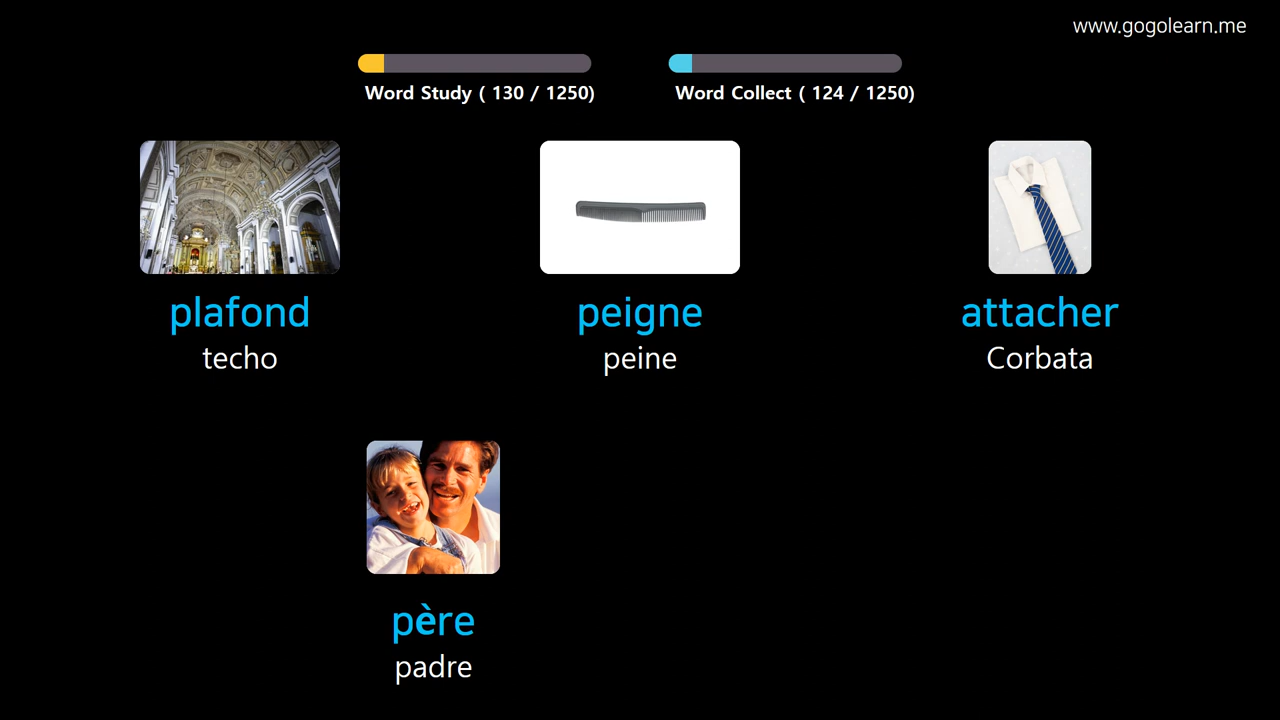 www.gogolearn.me
Word Study ( 130 / 1250)
Word Collect ( 124 / 1250)
plafond
techo
peigne
peine
attacher
Corbata
père
padre